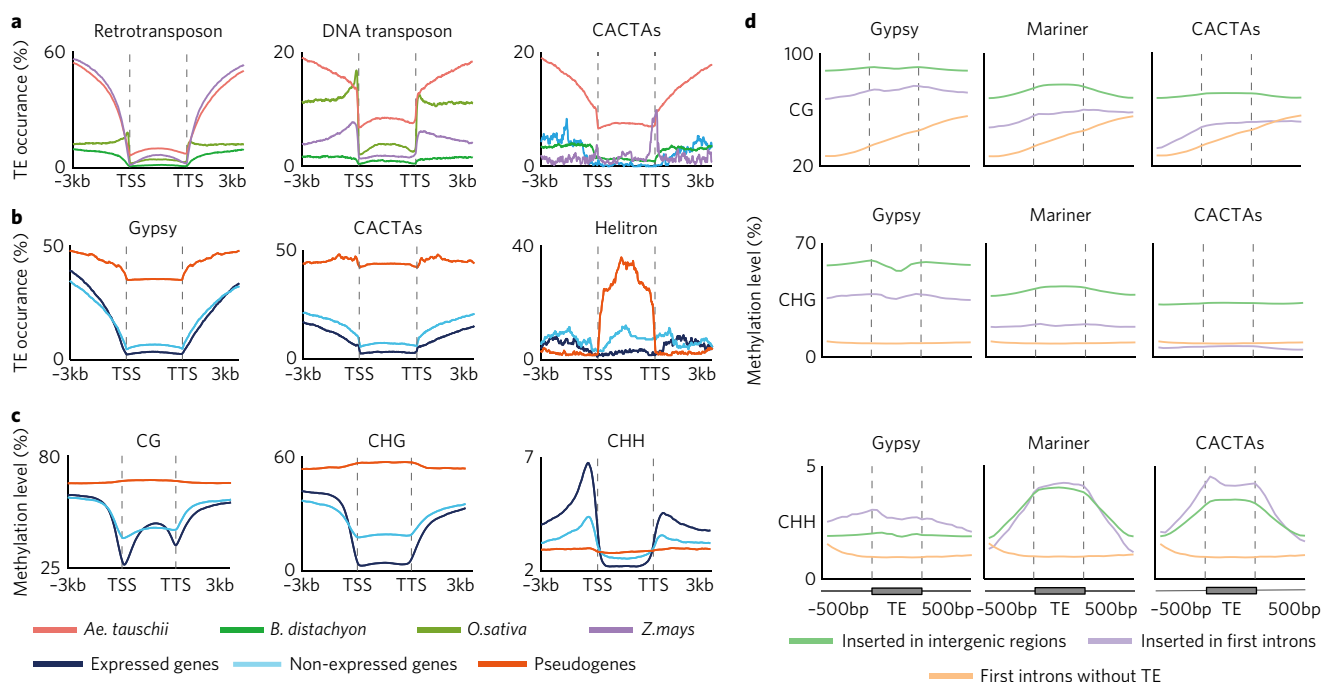 a
Retrotransposon
DNA transposon
CACTAs
TE occurance (%)
60
0
20
0
20
0
–3kb TSS TTS 3kb
–3kb TSS TTS 3kb
–3kb TSS TTS 3kb
b
Gypsy
CACTAs
Helitron
TE occurance (%)
50
0
50
0
40
0
–3kb TSS TTS 3kb
–3kb TSS TTS 3kb
–3kb TSS TTS 3kb
c
CG
CHG
CHH
Methylation level (%)
80
25
60
0
7
2
–3kb TSS TTS 3kb
–3kb TSS TTS 3kb
–3kb TSS TTS 3kb
Ae. tauschii
B. distachyon
O.sativa
Z.mays
Expressed genes
Non-expressed genes
Pseudogenes
d
Gypsy
Mariner
CACTAs
100
CG
20
Methylation level (%)
Gypsy
Mariner
CACTAs
70
CHG
0
Gypsy
Mariner
CACTAs
5
CHH
0
–500bp TE 500bp
–500bp TE 500bp
–500bp TE 500bp
Inserted in intergenic regions
Inserted in first introns
First introns without TE